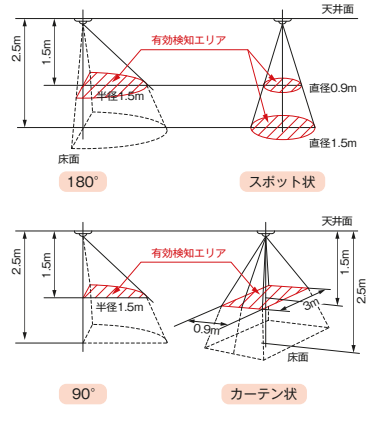 天井面
2.5m
1.5m
有効検知エリア
半径1.5m
直径0.9m
直径1.5m
床面
180°
スポット状
天井面
2.5m
1.5m
有効検知エリア
半径1.5m
0.9m
3m
1.5m
2.5m
床面
90°
カーテン状